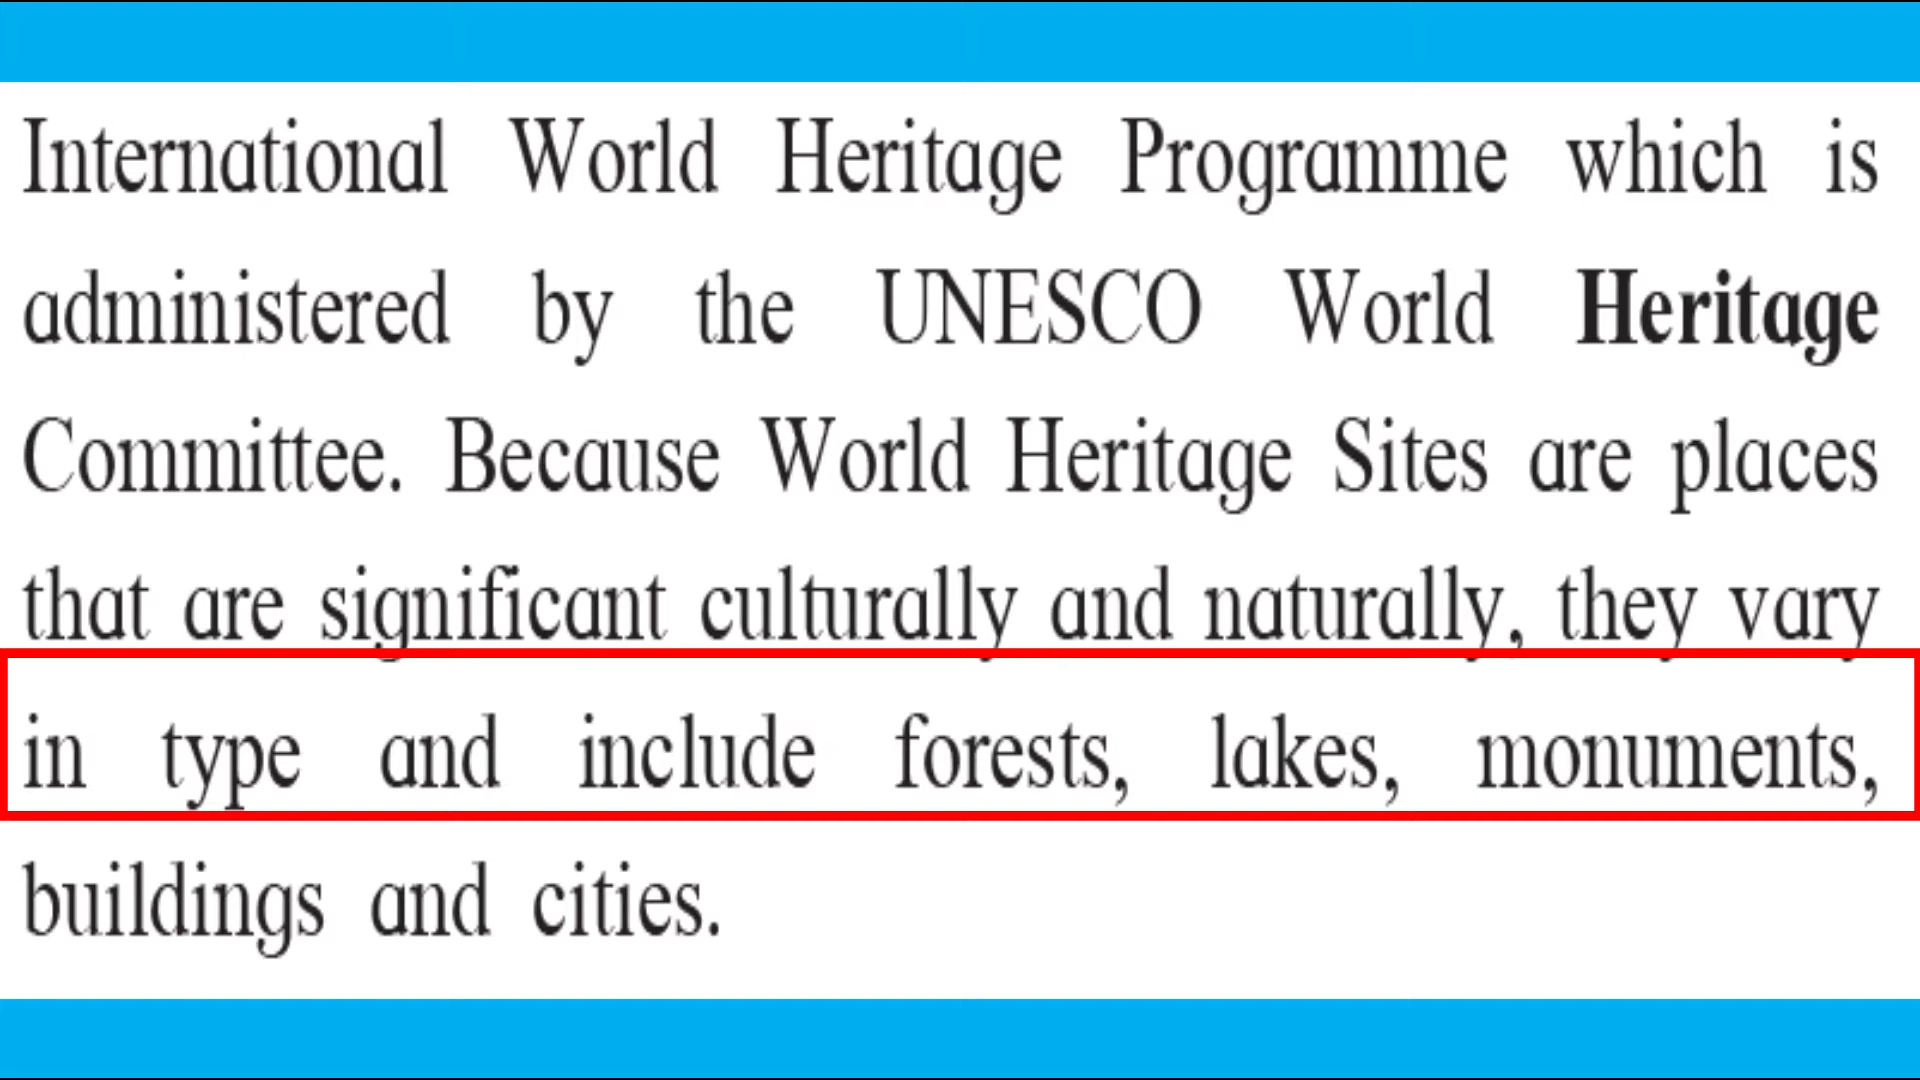 International World Heritage Programme which is
administered by the UNESCO World Heritage
Committee. Because World Heritage Sites are places
that are significant culturally and naturally, they vary
in type and include forests, lakes, monuments,
buildings and cities.